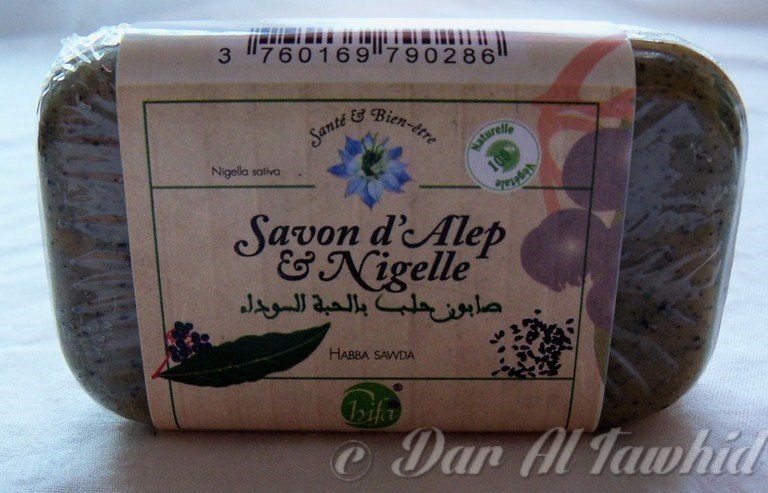 3 760169 790286
Santé & Bien-être
Nigella sativa
Naturelle
100%
Végétale
Savon d'Alep
& Nigelle
صابون حلب بالحبة السوداء
HABBA SAWDA
hifa®
© Dar Al Tawhid